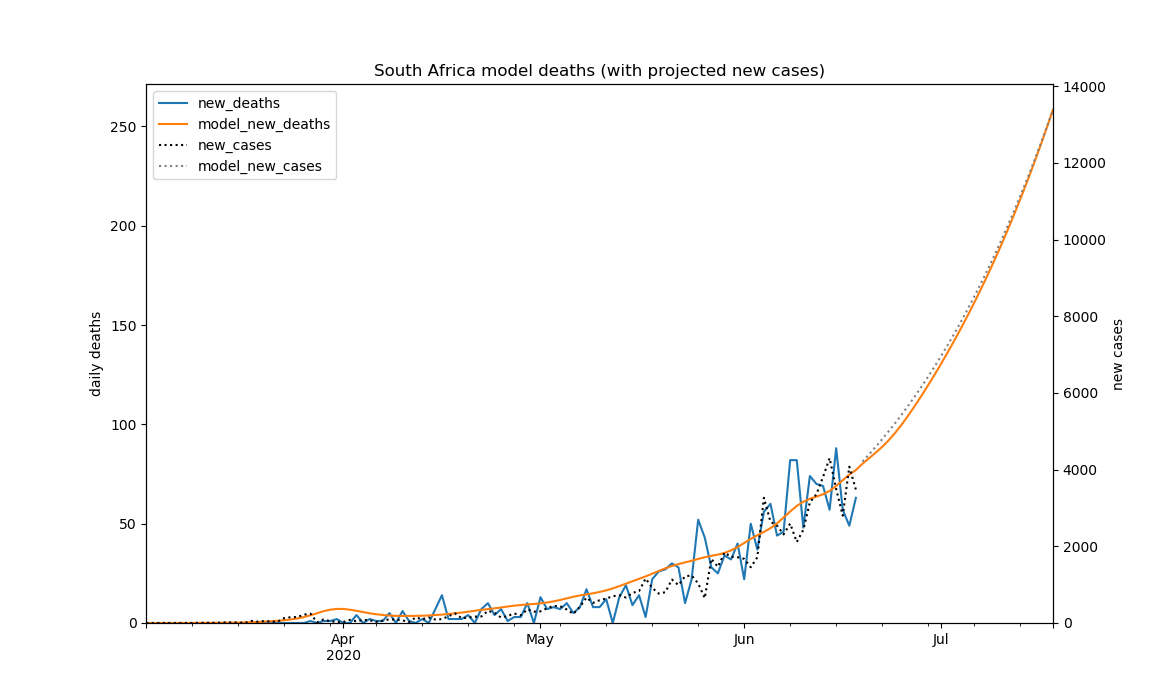 South Africa model deaths (with projected new cases)
new_deaths
model_new_deaths
new_cases
model_new_cases
daily deaths
250
200
150
100
50
0
14000
12000
10000
8000
6000
4000
2000
0
new cases
Apr
2020
May
Jun
Jul